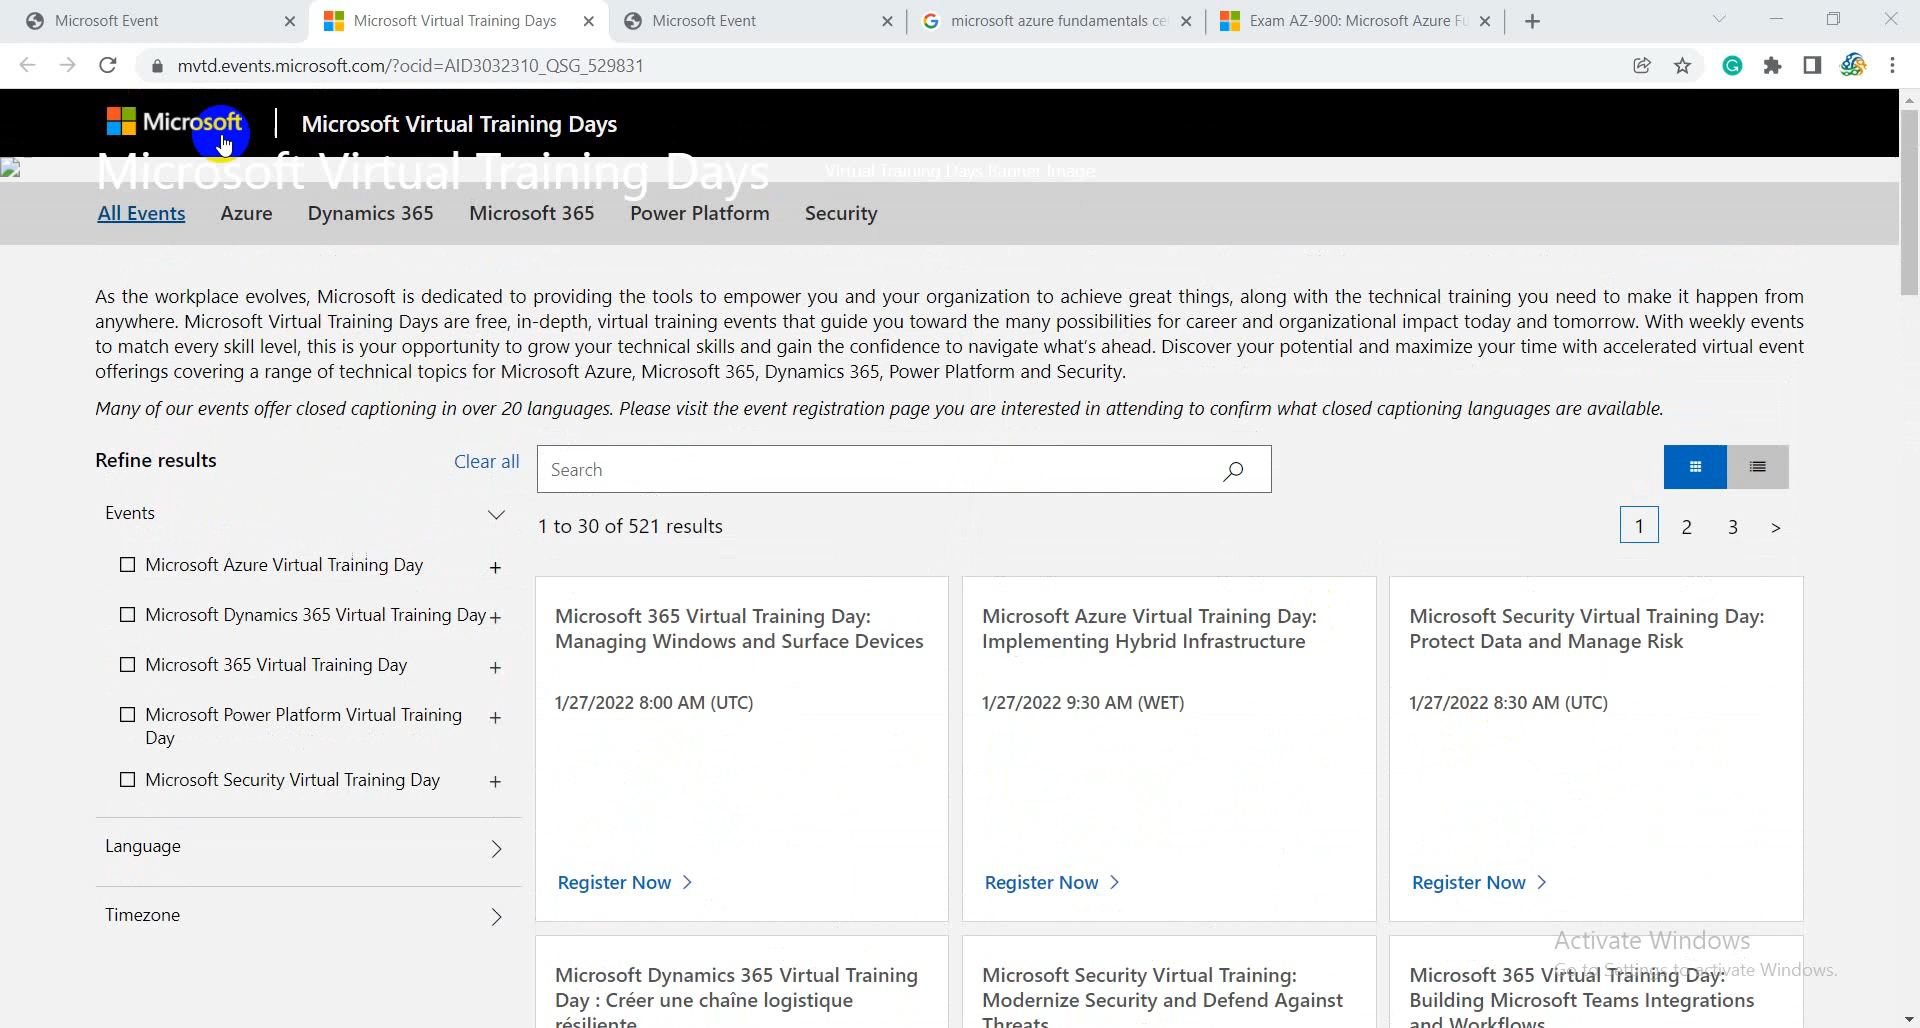 Microsoft Event
Microsoft Virtual Training Days
Microsoft Event
microsoft azure fundamentals ce
Exam AZ-900: Microsoft Azure Fu
mvtd.events.microsoft.com/?ocid=AID3032310_QSG_529831
Microsoft
Microsoft Virtual Training Days
Microsoft Virtual Training Days
Virtual Training Days Banner Image
All Events Azure Dynamics 365 Microsoft 365 Power Platform Security
As the workplace evolves, Microsoft is dedicated to providing the tools to empower you and your organization to achieve great things, along with the technical training you need to make it happen from
anywhere. Microsoft Virtual Training Days are free, in-depth, virtual training events that guide you toward the many possibilities for career and organizational impact today and tomorrow. With weekly events
to match every skill level, this is your opportunity to grow your technical skills and gain the confidence to navigate what's ahead. Discover your potential and maximize your time with accelerated virtual event
offerings covering a range of technical topics for Microsoft Azure, Microsoft 365, Dynamics 365, Power Platform and Security.
Many of our events offer closed captioning in over 20 languages. Please visit the event registration page you are interested in attending to confirm what closed captioning languages are available.
Refine results
Clear all
Search
Events
1 to 30 of 521 results
1 2 3 >
Microsoft Azure Virtual Training Day +
Microsoft Dynamics 365 Virtual Training Day +
Microsoft 365 Virtual Training Day +
Microsoft Power Platform Virtual Training +
Day
Microsoft Security Virtual Training Day +
Language
Timezone
Microsoft 365 Virtual Training Day:
Managing Windows and Surface Devices
1/27/2022 8:00 AM (UTC)
Register Now >
Microsoft Azure Virtual Training Day:
Implementing Hybrid Infrastructure
1/27/2022 9:30 AM (WET)
Register Now >
Microsoft Security Virtual Training Day:
Protect Data and Manage Risk
1/27/2022 8:30 AM (UTC)
Register Now >
Microsoft Dynamics 365 Virtual Training
Day : Créer une chaîne logistique
résiliente
Microsoft Security Virtual Training:
Modernize Security and Defend Against
Threats
Microsoft 365 Virtual Training Day:
Building Microsoft Teams Integrations
and Workflows
Activate Windows
Go to Settings to activate Windows.